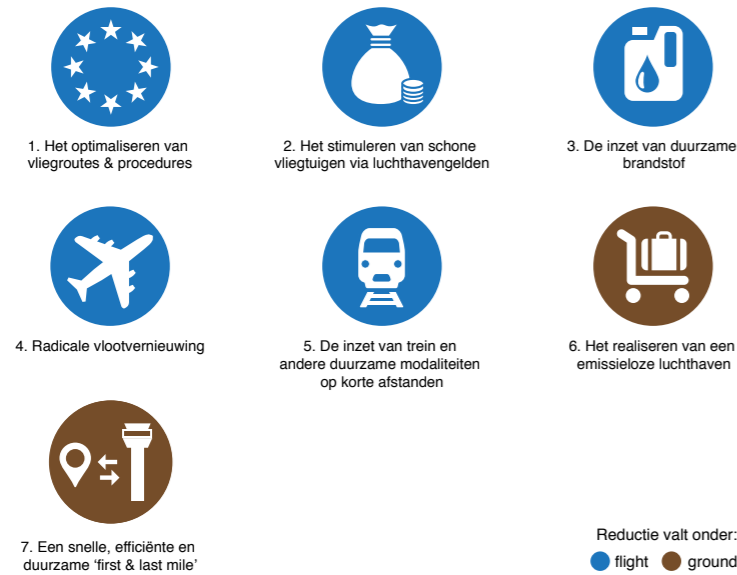 1. Het optimaliseren van
vliegroutes & procedures
2. Het stimuleren van schone
vliegtuigen via luchthavengelden
3. De inzet van duurzame
brandstof
4. Radicale vlootvernieuwing
5. De inzet van trein en
andere duurzame modaliteiten
op korte afstanden
6. Het realiseren van een
emissieloze luchthaven
7. Een snelle, efficiënte en
duurzame ‘first & last mile’
Reductie valt onder:
flight ground